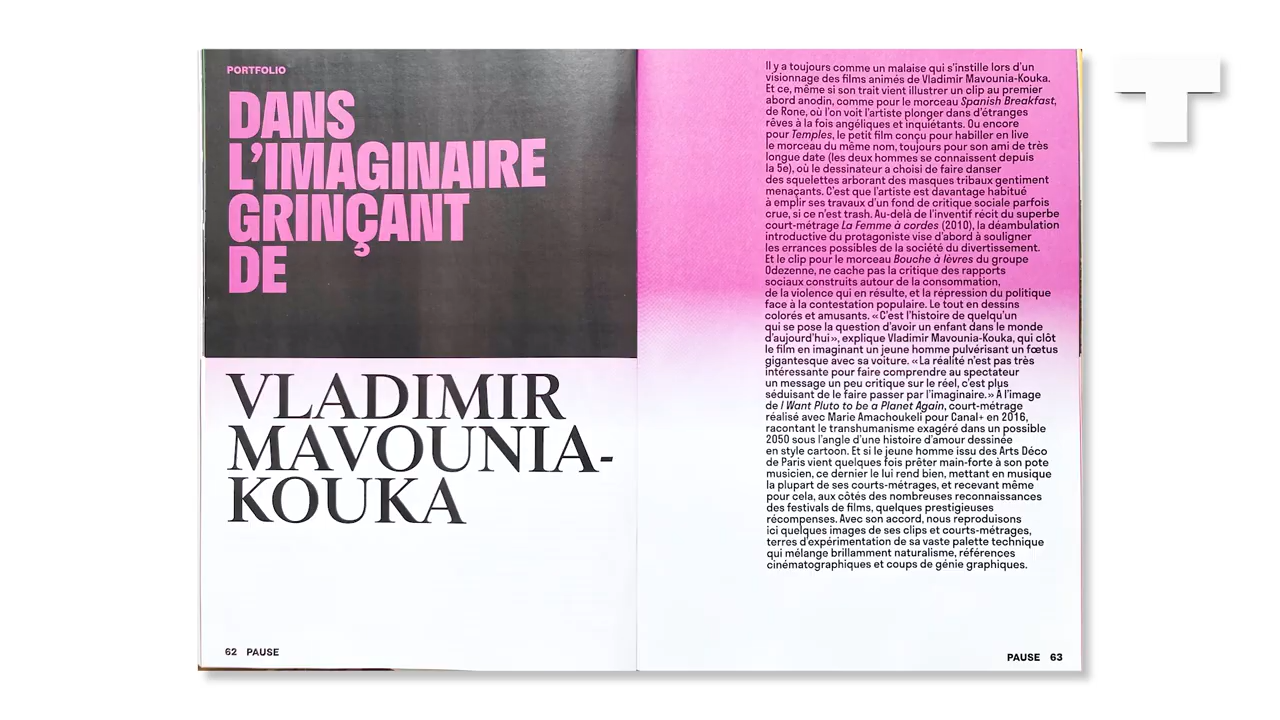 PORTFOLIO
DANS
L'IMAGINAIRE
GRINÇANT
DE
VLADIMIR
MAVOUNIA-
KOUKA
62 PAUSE
Il y a toujours comme un malaise qui s'instille lors d'un
visionnage des films animés de Vladimir Mavounia-Kouka.
Et ce, même si son trait vient illustrer un clip au premier
abord anodin, comme pour le morceau Spanish Breakfast,
de Rone, où l'on voit l'artiste plonger dans d'étranges
rêves à la fois angéliques et inquiétants. Ou encore
pour Temples, le petit film conçu pour habiller en live
le morceau du même nom, toujours pour son ami de très
longue date (les deux hommes se connaissent depuis
la 5e), où le dessinateur a choisi de faire danser
des squelettes arborant des masques tribaux gentiment
menaçants. C'est que l'artiste est davantage habitué
à emplir ses travaux d'un fond de critique sociale parfois
crue, si ce n'est trash. Au-delà de l'inventif récit du superbe
court-métrage La Femme à cordes (2010), la déambulation
introductive du protagoniste vise d'abord à souligner
les errances possibles de la société du divertissement.
Et le clip pour le morceau Bouche à lèvres du groupe
Odezenne, ne cache pas la critique des rapports
sociaux construits autour de la consommation,
de la violence qui en résulte, et la répression du politique
face à la contestation populaire. Le tout en dessins
colorés et amusants. « C'est l'histoire de quelqu'un
qui se pose la question d'avoir un enfant dans le monde
d'aujourd'hui », explique Vladimir Mavounia-Kouka, qui clôt
le film en imaginant un jeune homme pulvérisant un fœtus
gigantesque avec sa voiture. « La réalité n'est pas très
intéressante pour faire comprendre au spectateur
un message un peu critique sur le réel, c'est plus
séduisant de le faire passer par l'imaginaire. » À l'image
de I Want Pluto to be a Planet Again, court-métrage
réalisé avec Marie Amachoukeli pour Canal+ en 2016,
racontant le transhumanisme exagéré dans un possible
2050 sous l'angle d'une histoire d'amour dessinée
en style cartoon. Et si le jeune homme issu des Arts Déco
de Paris vient quelques fois prêter main-forte à son pote
musicien, ce dernier le lui rend bien, mettant en musique
la plupart de ses courts-métrages, et recevant même
pour cela, aux côtés des nombreuses reconnaissances
des festivals de films, quelques prestigieuses
récompenses. Avec son accord, nous reproduisons
ici quelques images de ses clips et courts-métrages,
terres d'expérimentation de sa vaste palette technique
qui mélange brillamment naturalisme, références
cinématographiques et coups de génie graphiques.
PAUSE 63
T